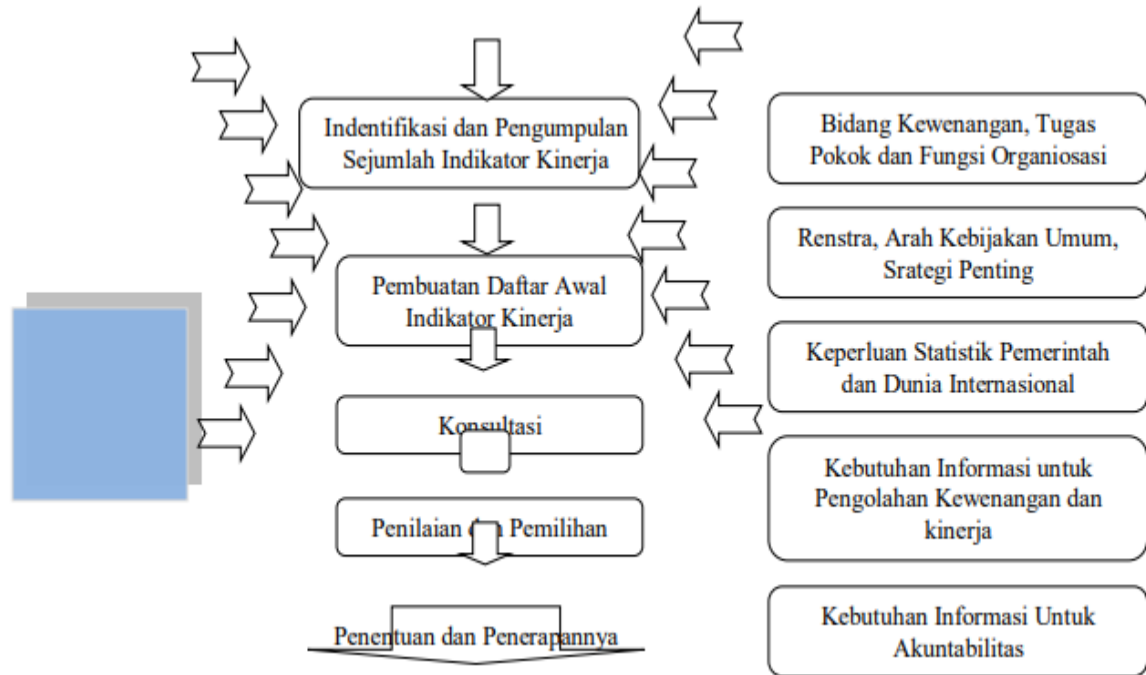 Indentifikasi dan Pengumpulan
Sejumlah Indikator Kinerja
Pembuatan Daftar Awal
Indikator Kinerja
Konsultasi
Penilaian dan Pemilihan
Penentuan dan Penerapannya
Bidang Kewenangan, Tugas
Pokok dan Fungsi Organiosasi
Renstra, Arah Kebijakan Umum,
Srategi Penting
Keperluan Statistik Pemerintah
dan Dunia Internasional
Kebutuhan Informasi untuk
Pengolahan Kewenangan dan
kinerja
Kebutuhan Informasi Untuk
Akuntabilitas